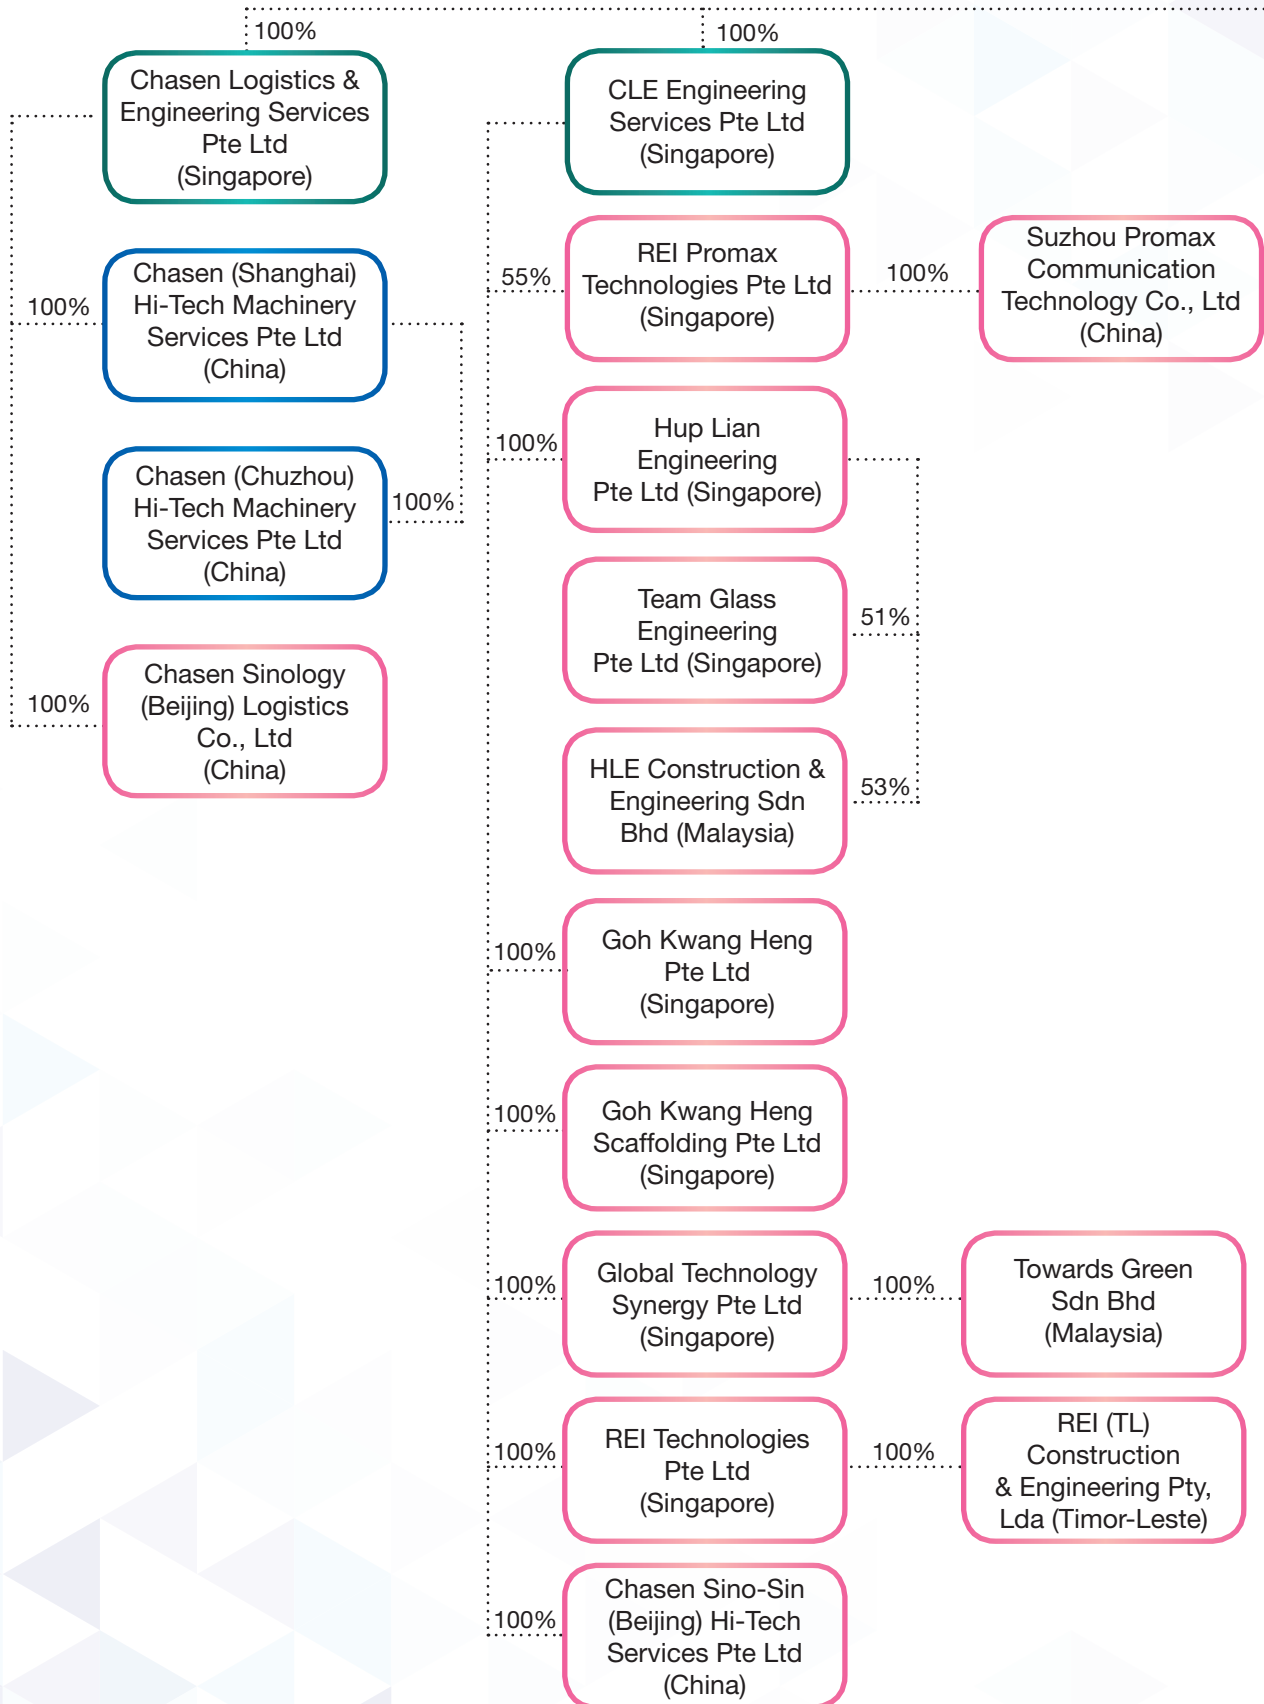 100%
Chasen Logistics &
Engineering Services
Pte Ltd
(Singapore)
100%
Chasen (Shanghai)
Hi-Tech Machinery
Services Pte Ltd
(China)
Chasen (Chuzhou)
Hi-Tech Machinery
Services Pte Ltd
(China)
100%
100%
Chasen Sinology
(Beijing) Logistics
Co., Ltd
(China)
100%
CLE Engineering
Services Pte Ltd
(Singapore)
55%
REI Promax
Technologies Pte Ltd
(Singapore)
100%
Suzhou Promax
Communication
Technology Co., Ltd
(China)
100%
Hup Lian
Engineering
Pte Ltd (Singapore)
Team Glass
Engineering
Pte Ltd (Singapore)
51%
HLE Construction &
Engineering Sdn
Bhd (Malaysia)
53%
100%
Goh Kwang Heng
Pte Ltd
(Singapore)
100%
Goh Kwang Heng
Scaffolding Pte Ltd
(Singapore)
100%
Global Technology
Synergy Pte Ltd
(Singapore)
100%
Towards Green
Sdn Bhd
(Malaysia)
100%
REI Technologies
Pte Ltd
(Singapore)
100%
REI (TL)
Construction
& Engineering Pty,
Lda (Timor-Leste)
100%
Chasen Sino-Sin
(Beijing) Hi-Tech
Services Pte Ltd
(China)